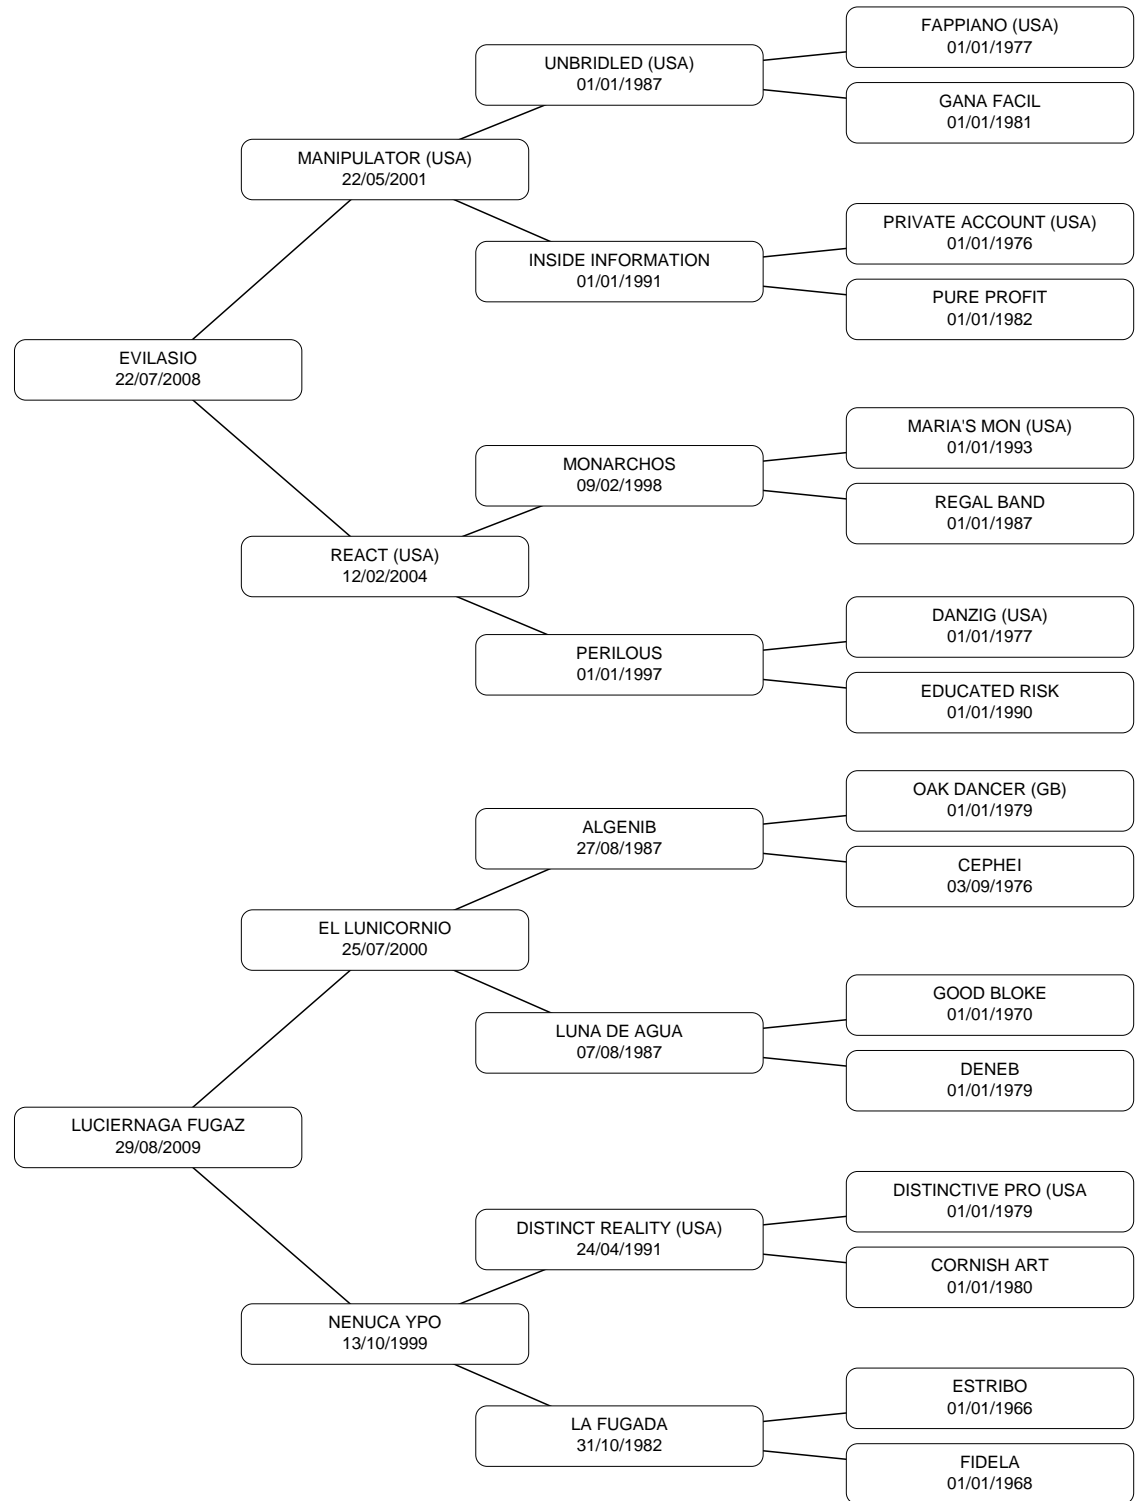 FAPPIANO (USA)
01/01/1977
UNBRIDLED (USA)
01/01/1987
GANA FACIL
01/01/1981
MANIPULATOR (USA)
22/05/2001
PRIVATE ACCOUNT (USA)
01/01/1976
INSIDE INFORMATION
01/01/1991
PURE PROFIT
01/01/1982
EVILASIO
22/07/2008
MARIA'S MON (USA)
01/01/1993
MONARCHOS
09/02/1998
REGAL BAND
01/01/1987
REACT (USA)
12/02/2004
DANZIG (USA)
01/01/1977
PERILOUS
01/01/1997
EDUCATED RISK
01/01/1990
OAK DANCER (GB)
01/01/1979
ALGENIB
27/08/1987
CEPHEI
03/09/1976
EL LUNICORNIO
25/07/2000
GOOD BLOKE
01/01/1970
LUNA DE AGUA
07/08/1987
DENEB
01/01/1979
LUCIERNAGA FUGAZ
29/08/2009
DISTINCTIVE PRO (USA
01/01/1979
DISTINCT REALITY (USA)
24/04/1991
CORNISH ART
01/01/1980
NENUCA YPO
13/10/1999
ESTRIBO
01/01/1966
LA FUGADA
31/10/1982
FIDELA
01/01/1968